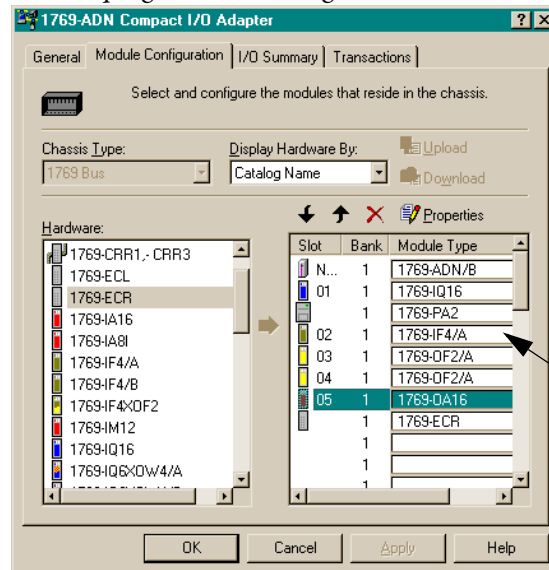 1769-ADN Compact I/O Adapter
General Module Configuration I/O Summary Transactions
Select and configure the modules that reside in the chassis.
Chassis Type: Display Hardware By: Upload
1769 Bus Catalog Name Download
Properties
Hardware:
Slot Bank Module Type
1769-CRR1,- CRR3
1769-ECL
1769-ECR
1769-IA16
1769-IA8I
1769-IF4/A
1769-IF4/B
1769-IF4XOF2
1769-IM12
1769-IQ16
1769-IQ6XOW4/A
N... 1 1769-ADN/B
01 1 1769-IQ16
1 1769-PA2
02 1 1769-IF4/A
03 1 1769-OF2/A
04 1 1769-OF2/A
05 1 1769-OA16
1 1769-ECR
1
1
1
OK Cancel Apply Help